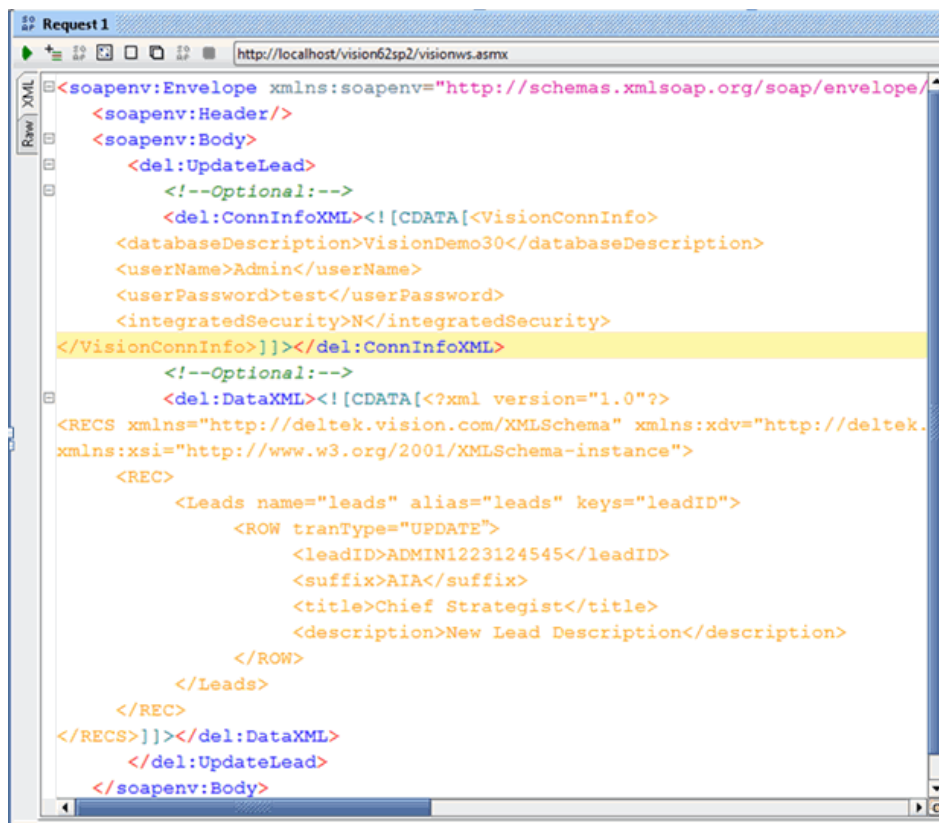 Request 1
http://localhost/vision62sp2/visionws.asmx
XML
Raw
<soapenv:Envelope xmlns:soapenv="http://schemas.xmlsoap.org/soap/envelope/
<soapenv:Header/>
<soapenv:Body>
<del:UpdateLead>
<!--Optional:-->
<del:ConnInfoXML><![CDATA[<VisionConnInfo>
<databaseDescription>VisionDemo30</databaseDescription>
<userName>Admin</userName>
<userPassword>test</userPassword>
<integratedSecurity>N</integratedSecurity>
</VisionConnInfo>]]></del:ConnInfoXML>
<!--Optional:-->
<del:DataXML><![CDATA[<?xml version="1.0"?>
<RECS xmlns="http://deltek.vision.com/XMLSchema" xmlns:xdv="http://deltek.
xmlns:xsi="http://www.w3.org/2001/XMLSchema-instance">
<REC>
<Leads name="leads" alias="leads" keys="leadID">
<ROW tranType="UPDATE”>
<leadID>ADMIN1223124545</leadID>
<suffix>AIA</suffix>
<title>Chief Strategist</title>
<description>New Lead Description</description>
</ROW>
</Leads>
</REC>
</RECS>]]></del:DataXML>
</del:UpdateLead>
</soapenv:Body>